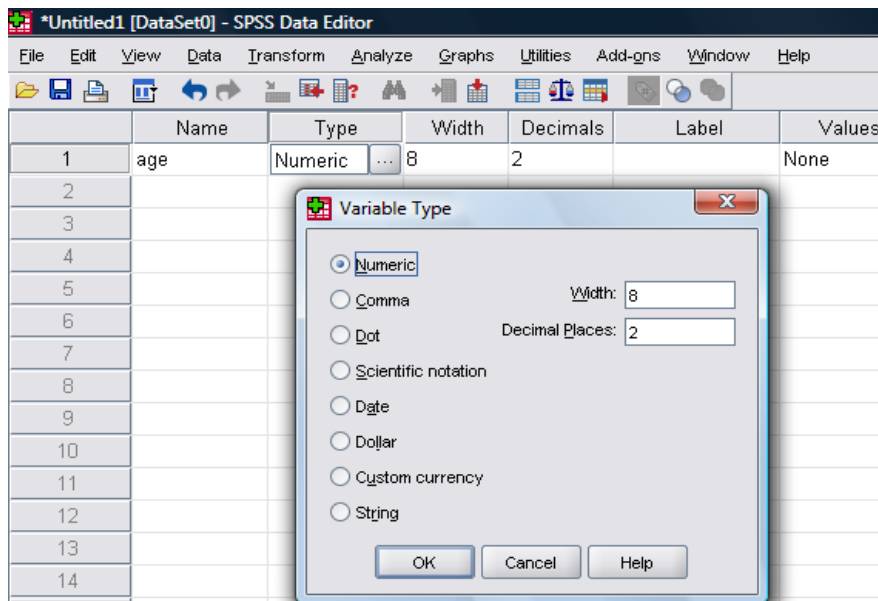 *Untitled1 [DataSet0] - SPSS Data Editor
File Edit View Data Transform Analyze Graphs Utilities Add-ons Window Help
Name Type Width Decimals Label Values
1 age Numeric ... 8 2 None
2
3
4
5
6
7
8
9
10
11
12
13
14
Variable Type
Numeric
Comma
Dot
Scientific notation
Date
Dollar
Custom currency
String
Width: 8
Decimal Places: 2
OK Cancel Help